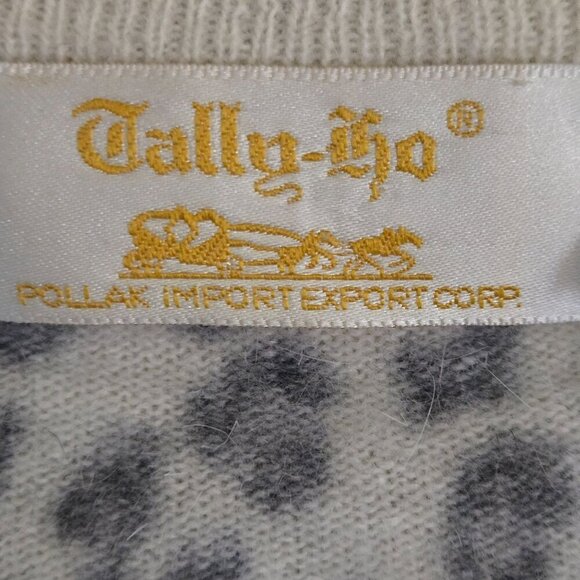 Tally-Ho ®
POLLAK IMPORT EXPORT CORP.